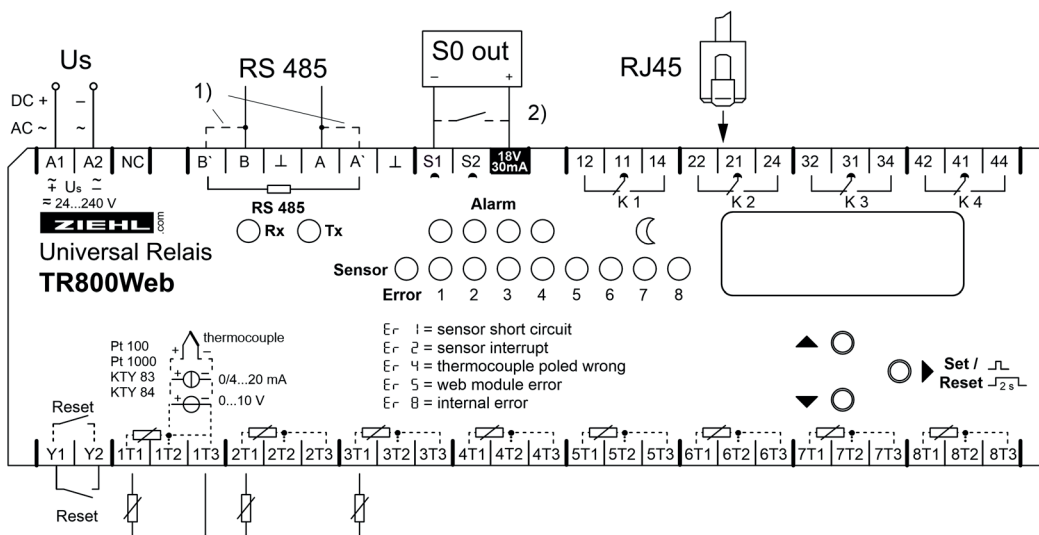 Us
RS 485
S0 out
RJ45
DC + –
AC ~ ~
1)
– +
2)
A1 A2 NC B` B ⊥ A A` ⊥ S1 S2 18V 30mA 12 11 14 22 21 24 32 31 34 42 41 44
~ + Us ~ –
= 24...240 V
K 1 K 2 K 3 K 4
ZIEHL.com
RS 485
Rx Tx
Alarm
Universal Relais
TR800Web
Sensor
Error 1 2 3 4 5 6 7 8
Er 1 = sensor short circuit
Er 2 = sensor interrupt
Er 4 = thermocouple poled wrong
Er 5 = web module error
Er 8 = internal error
Pt 100
Pt 1000
KTY 83
KTY 84
+ – thermocouple
+ – 0/4...20 mA
+ – 0...10 V
Set /
Reset 2 s
Reset
Y1 Y2 1T1 1T2 1T3 2T1 2T2 2T3 3T1 3T2 3T3 4T1 4T2 4T3 5T1 5T2 5T3 6T1 6T2 6T3 7T1 7T2 7T3 8T1 8T2 8T3
Reset